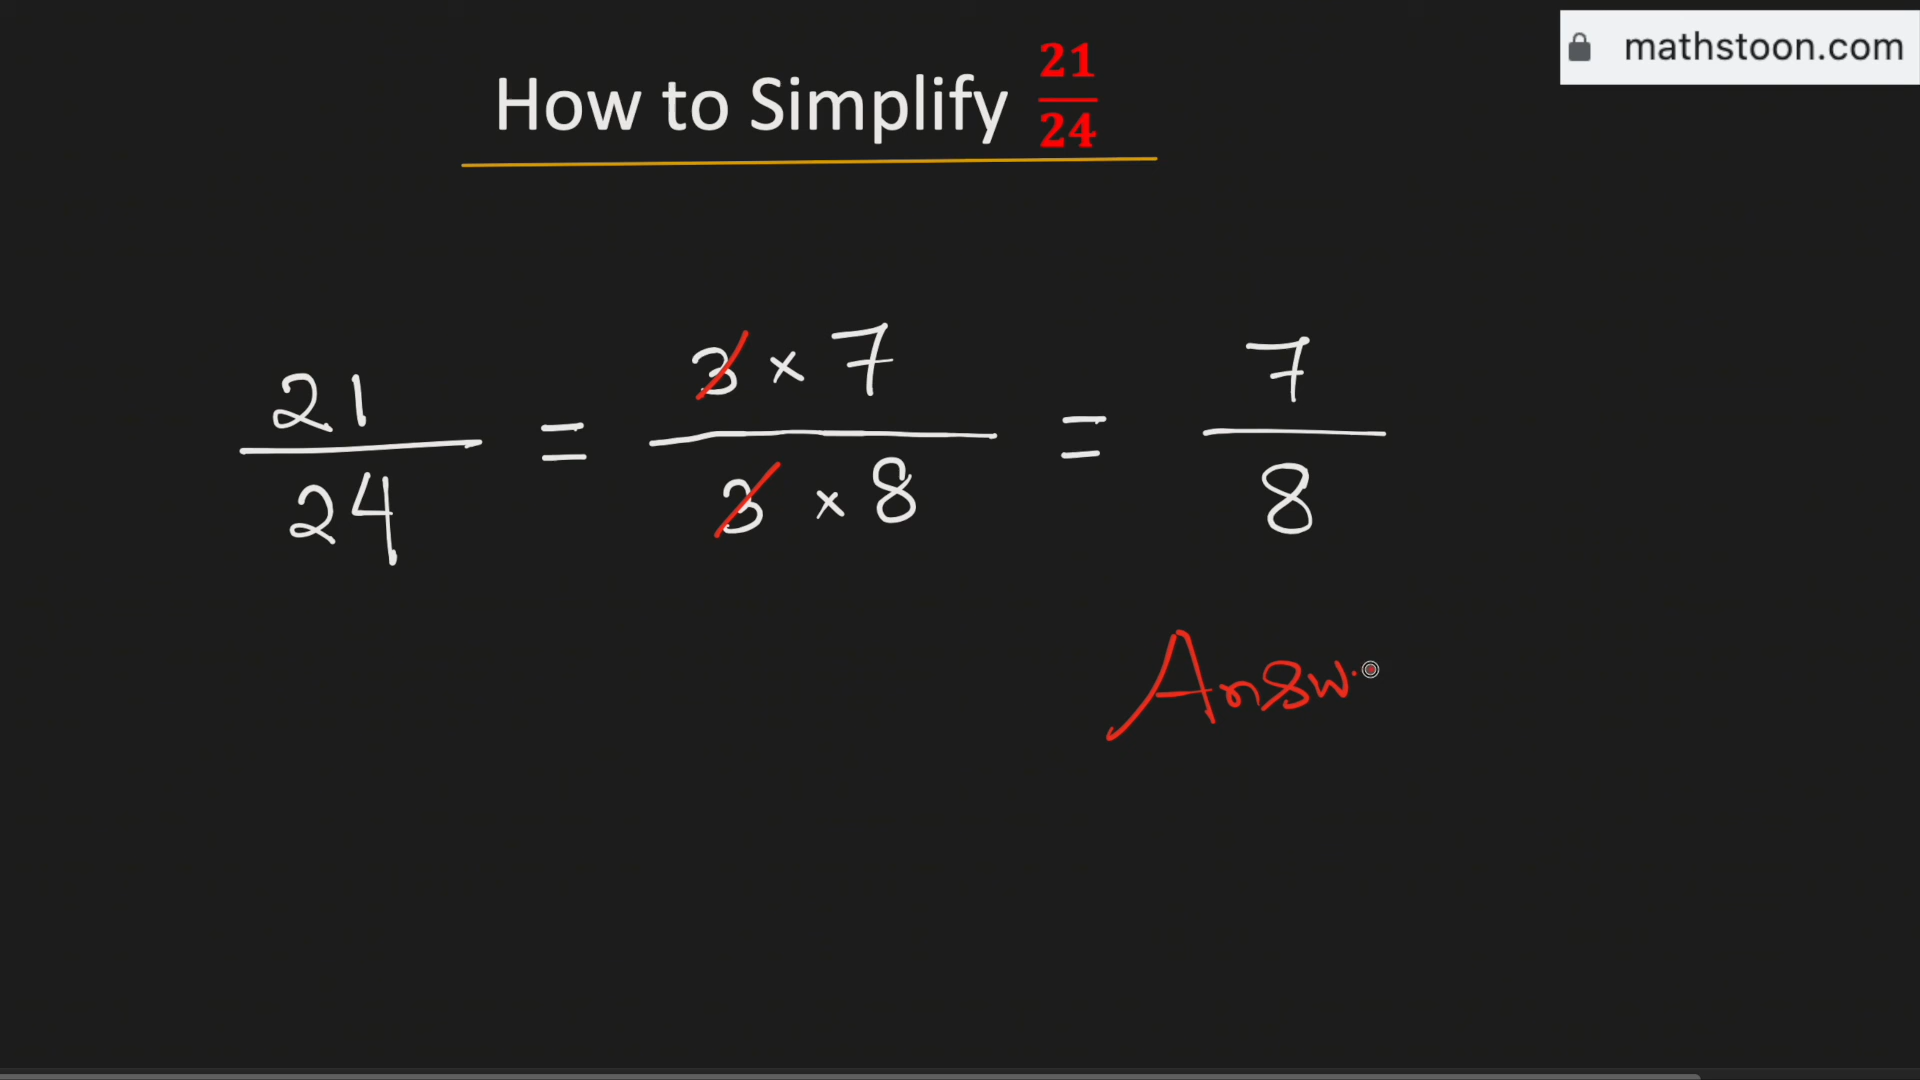 mathstoon.com
How to Simplify 21/24
21/24 = 3 × 7 / 3 × 8 = 7/8
Answ.